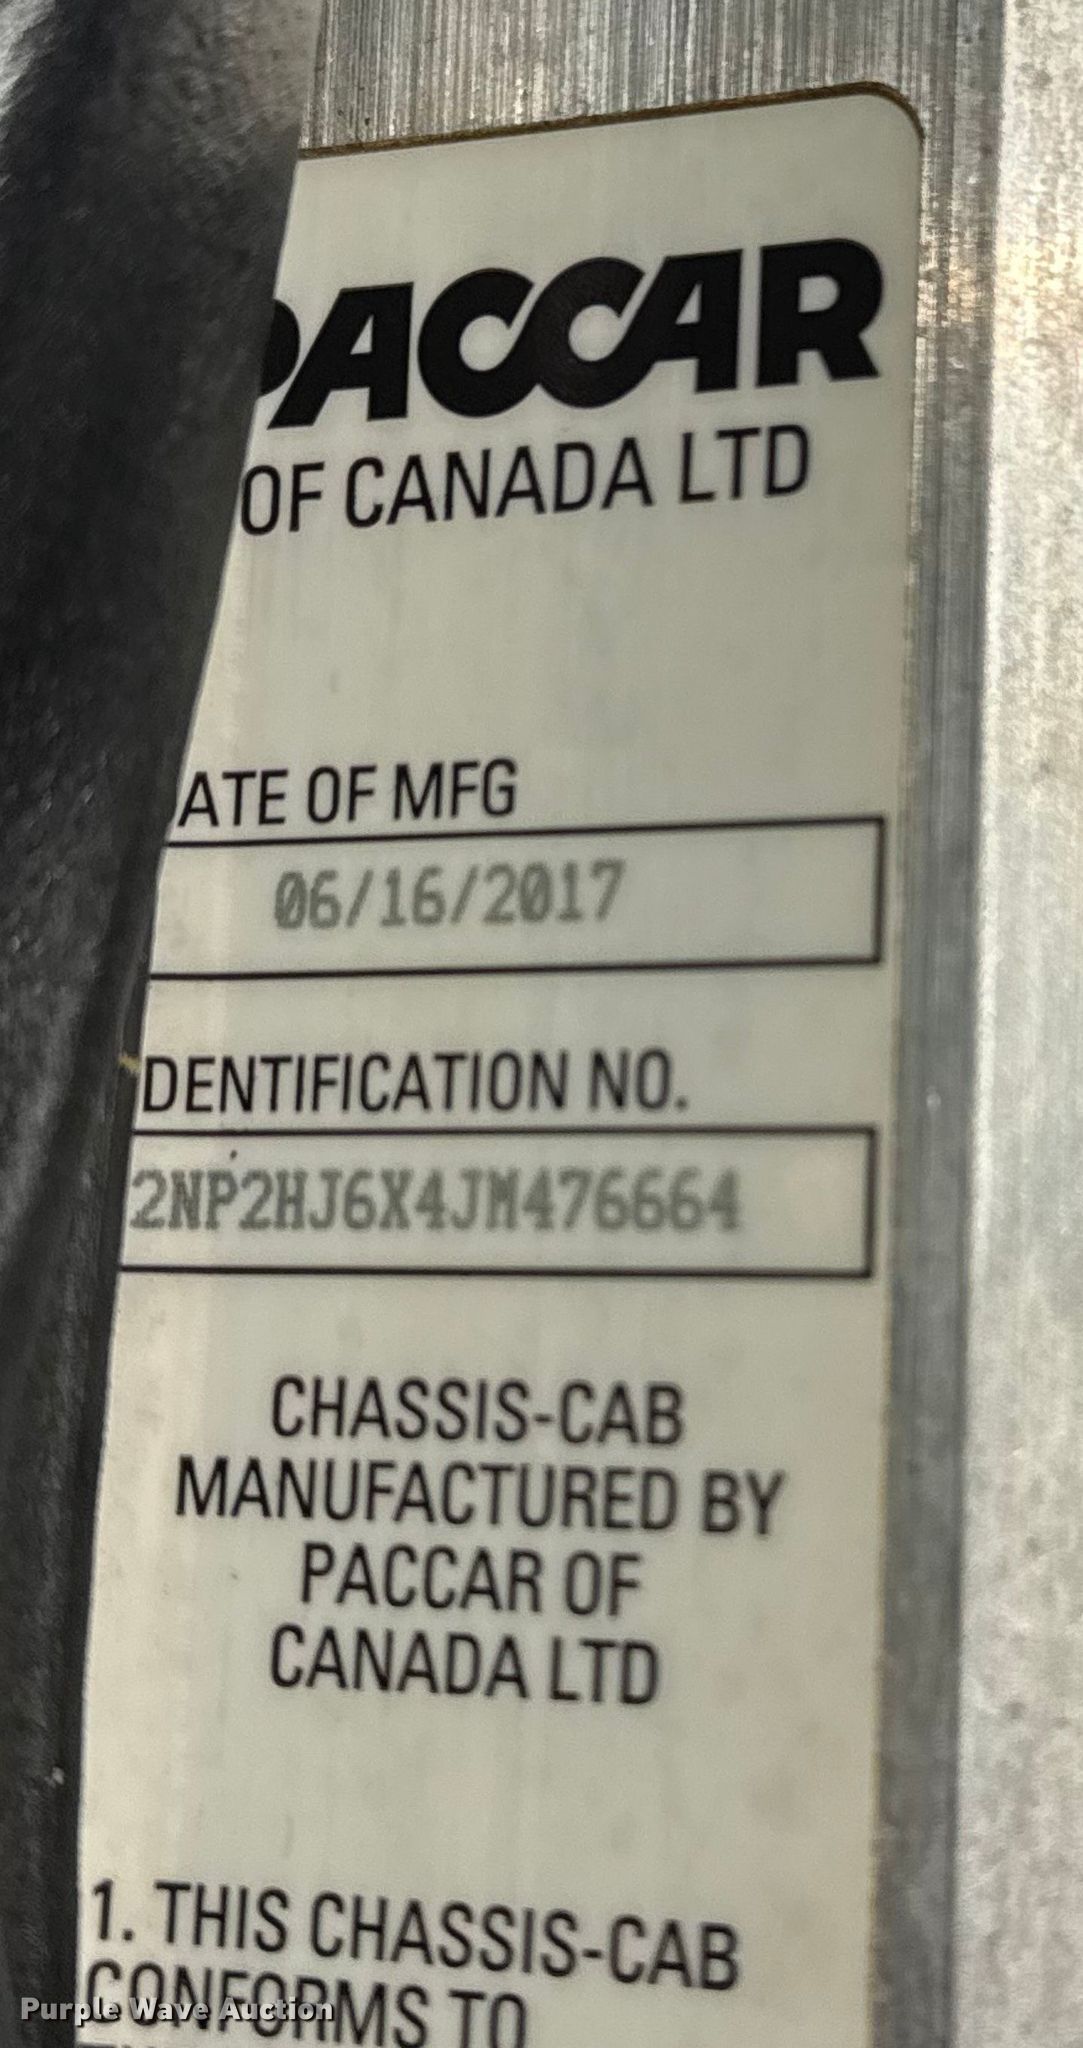 PACCAR
OF CANADA LTD
ATE OF MFG
06/16/2017
DENTIFICATION NO.
2NP2HJ6X4JM476664
CHASSIS-CAB
MANUFACTURED BY
PACCAR OF
CANADA LTD
1. THIS CHASSIS-CAB
CONFORMS TO
Purple Wave Auction